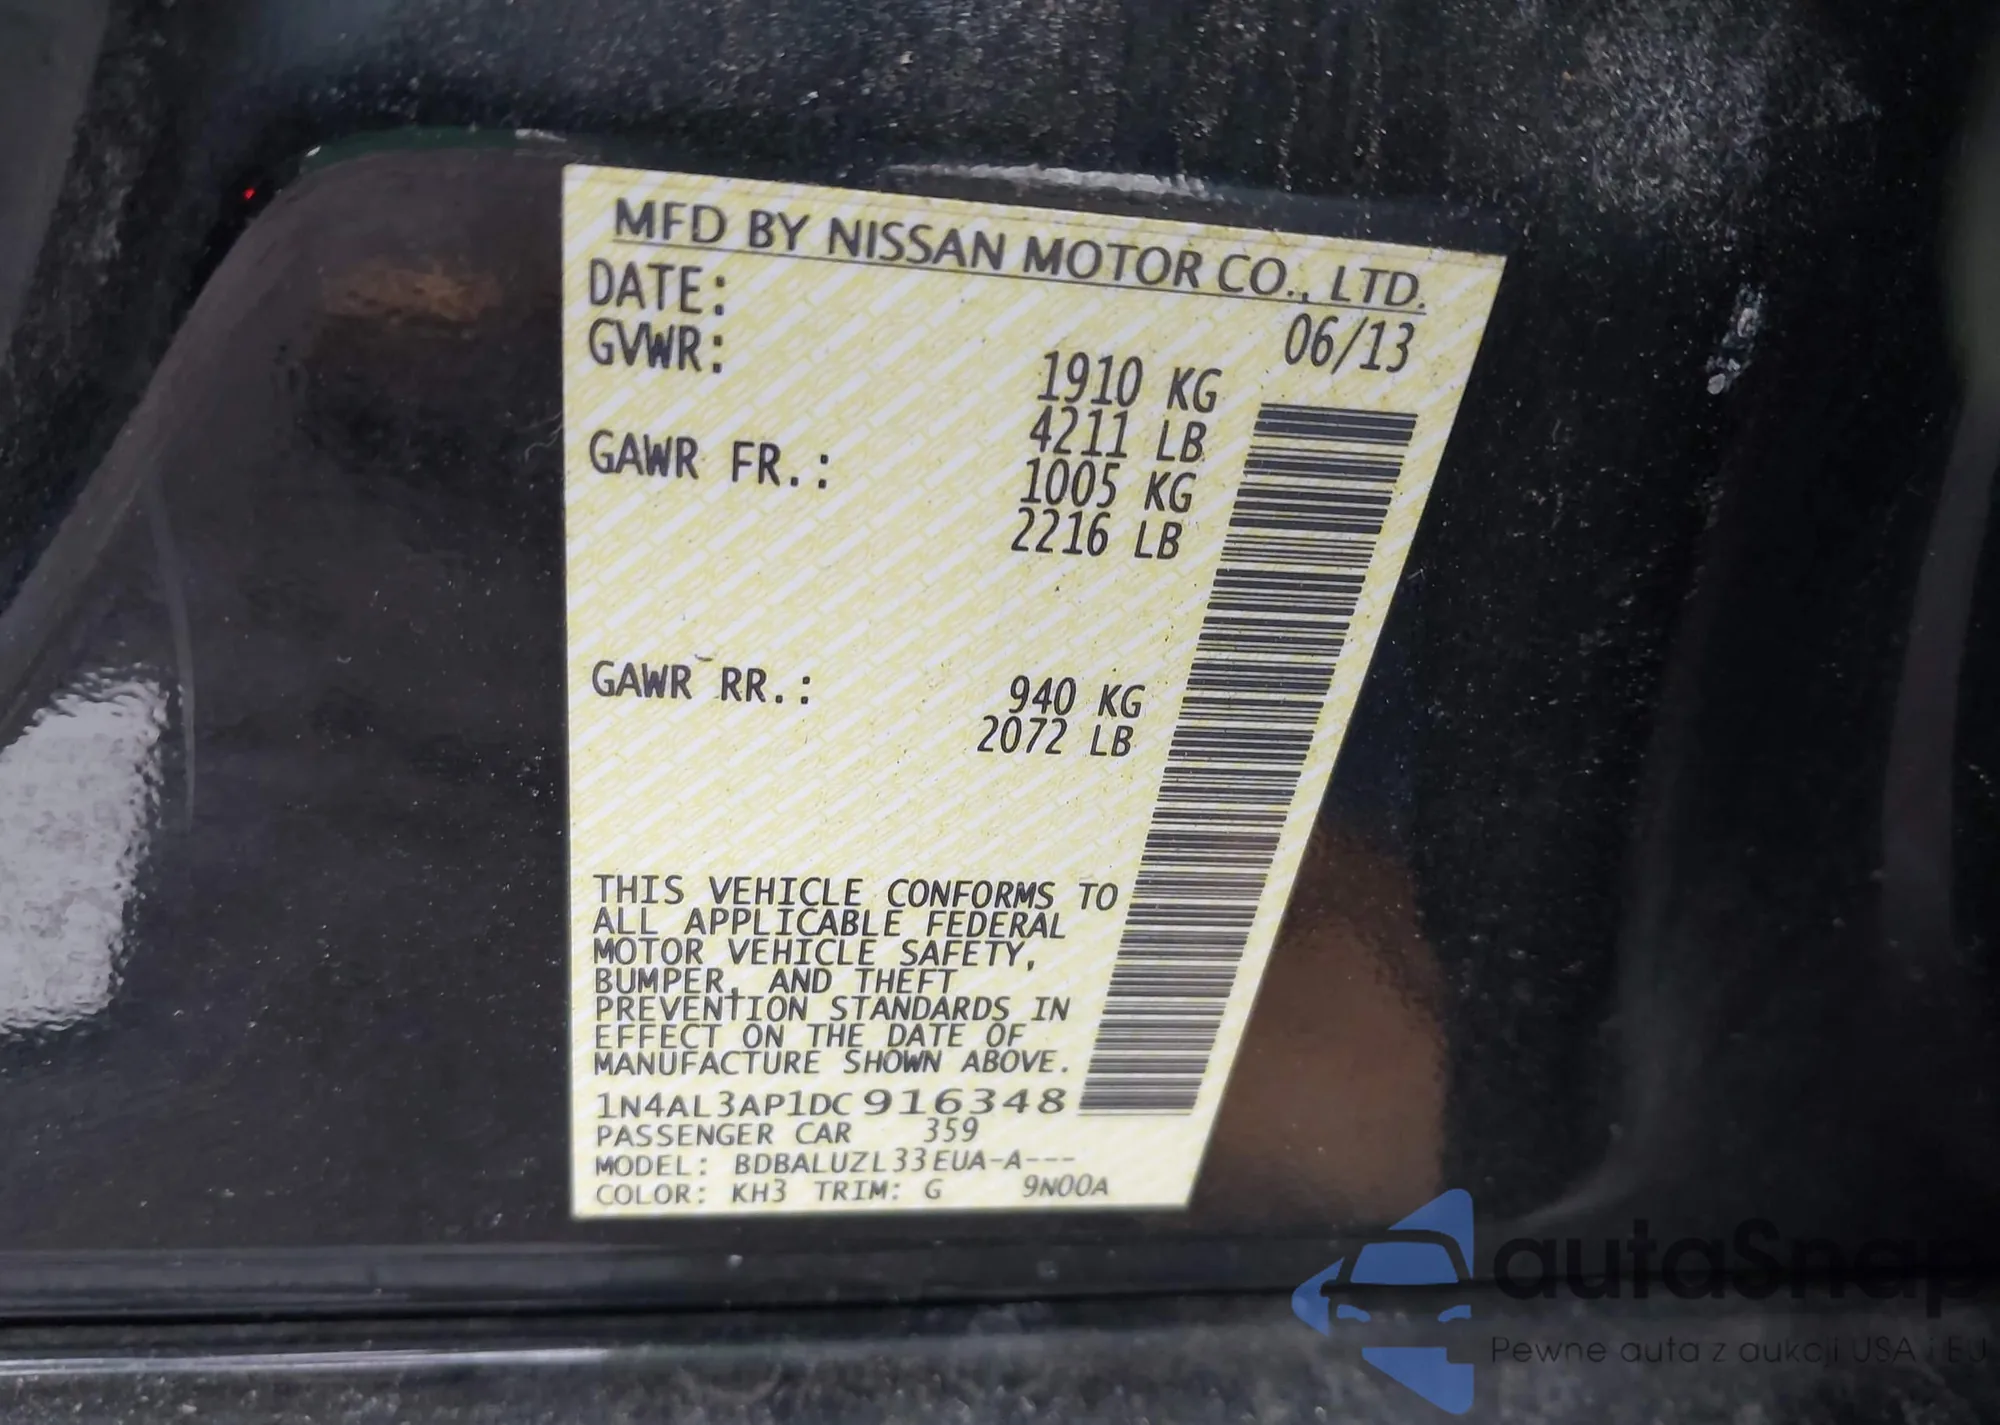 MFD BY NISSAN MOTOR CO., LTD.
DATE: 06/13
GVWR: 1910 KG
4211 LB
GAWR FR.: 1005 KG
2216 LB
GAWR RR.: 940 KG
2072 LB
THIS VEHICLE CONFORMS TO
ALL APPLICABLE FEDERAL
MOTOR VEHICLE SAFETY,
BUMPER, AND THEFT
PREVENTION STANDARDS IN
EFFECT ON THE DATE OF
MANUFACTURE SHOWN ABOVE.
1N4AL3AP1DC916348
PASSENGER CAR 359
MODEL: BDBALUZL33EUA-A---
COLOR: KH3 TRIM: G 9N00A
autaSnap
Pewne auta z aukcji USA i EU